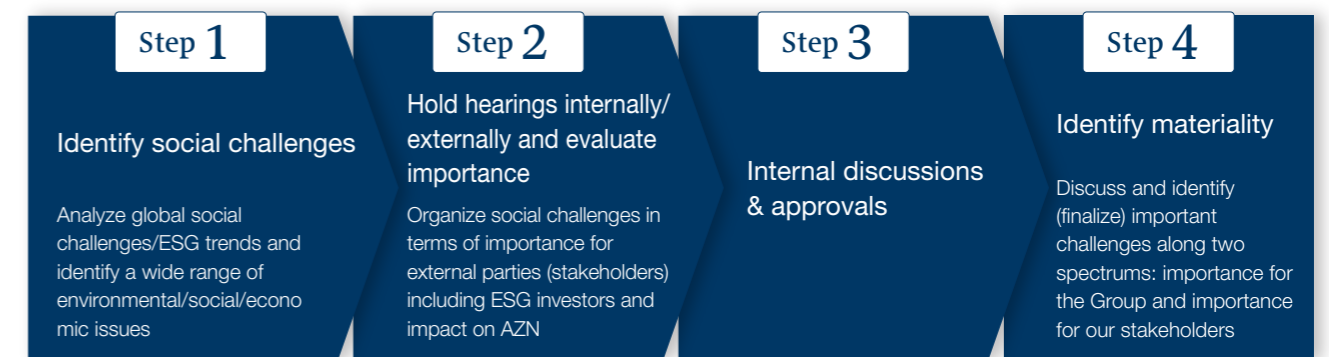 Step 1
Identify social challenges
Analyze global social
challenges/ESG trends and
identify a wide range of
environmental/social/econo
mic issues
Step 2
Hold hearings internally/
externally and evaluate
importance
Organize social challenges in
terms of importance for
external parties (stakeholders)
including ESG investors and
impact on AZN
Step 3
Internal discussions
& approvals
Step 4
Identify materiality
Discuss and identify
(finalize) important
challenges along two
spectrums: importance for
the Group and importance
for our stakeholders